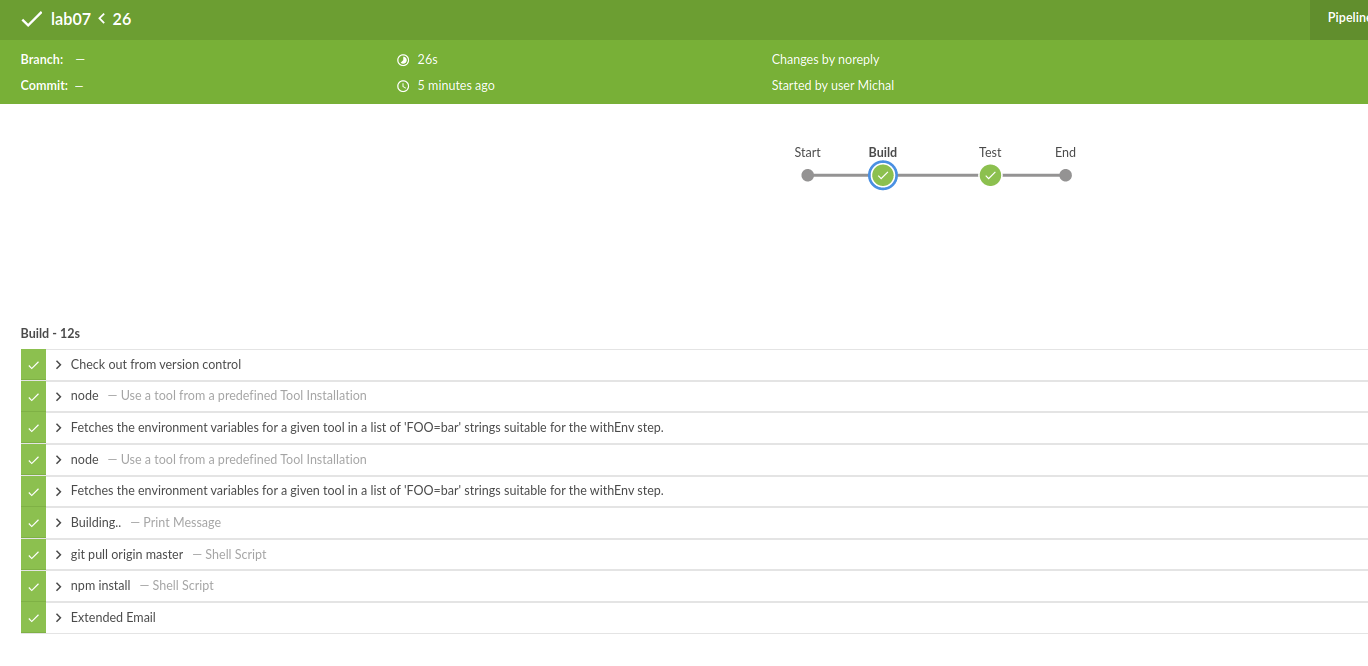 lab07 < 26
Pipeline
Branch: —
26s
Changes by noreply
Commit: —
5 minutes ago
Started by user Michal
Start
Build
Test
End
Build - 12s
Check out from version control
node — Use a tool from a predefined Tool Installation
Fetches the environment variables for a given tool in a list of 'FOO=bar' strings suitable for the withEnv step.
node — Use a tool from a predefined Tool Installation
Fetches the environment variables for a given tool in a list of 'FOO=bar' strings suitable for the withEnv step.
Building.. — Print Message
git pull origin master — Shell Script
npm install — Shell Script
Extended Email